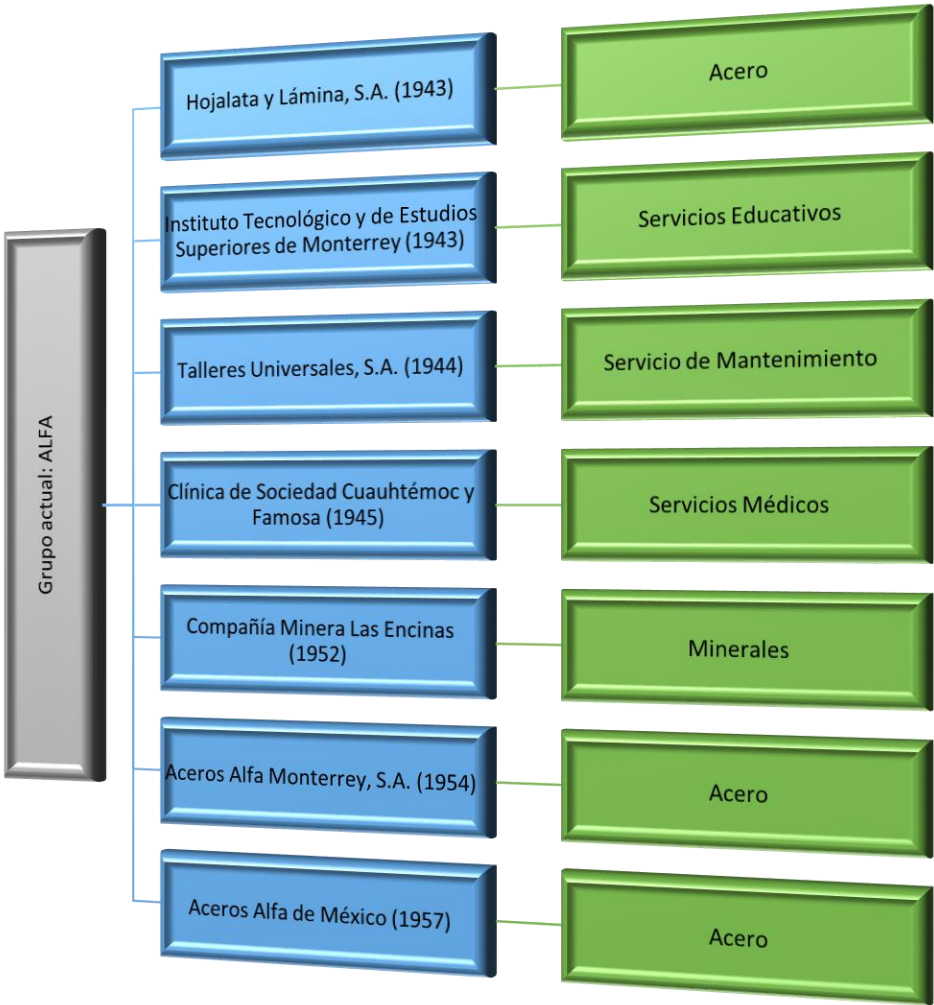 Grupo actual: ALFA
Hojalata y Lámina, S.A. (1943)
Acero
Instituto Tecnológico y de Estudios
Superiores de Monterrey (1943)
Servicios Educativos
Talleres Universales, S.A. (1944)
Servicio de Mantenimiento
Clínica de Sociedad Cuauhtémoc y
Famosa (1945)
Servicios Médicos
Compañía Minera Las Encinas
(1952)
Minerales
Aceros Alfa Monterrey, S.A. (1954)
Acero
Aceros Alfa de México (1957)
Acero